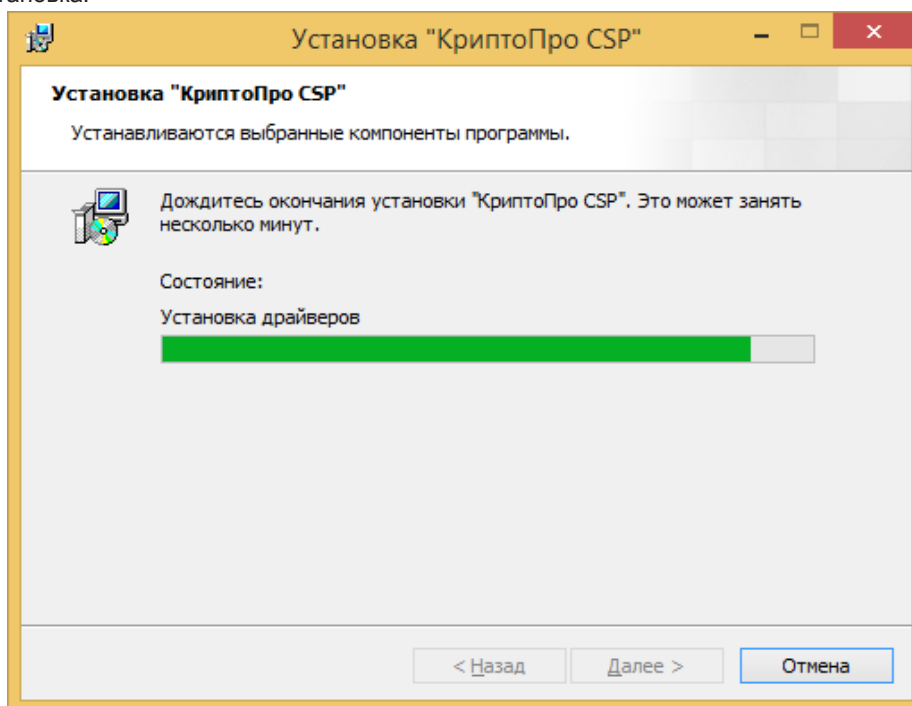 тановка.
Установка "КриптоПро CSP"
Установка "КриптоПро CSP"
Устанавливаются выбранные компоненты программы.
Дождитесь окончания установки "КриптоПро CSP". Это может занять
несколько минут.
Состояние:
Установка драйверов
< Назад Далее > Отмена